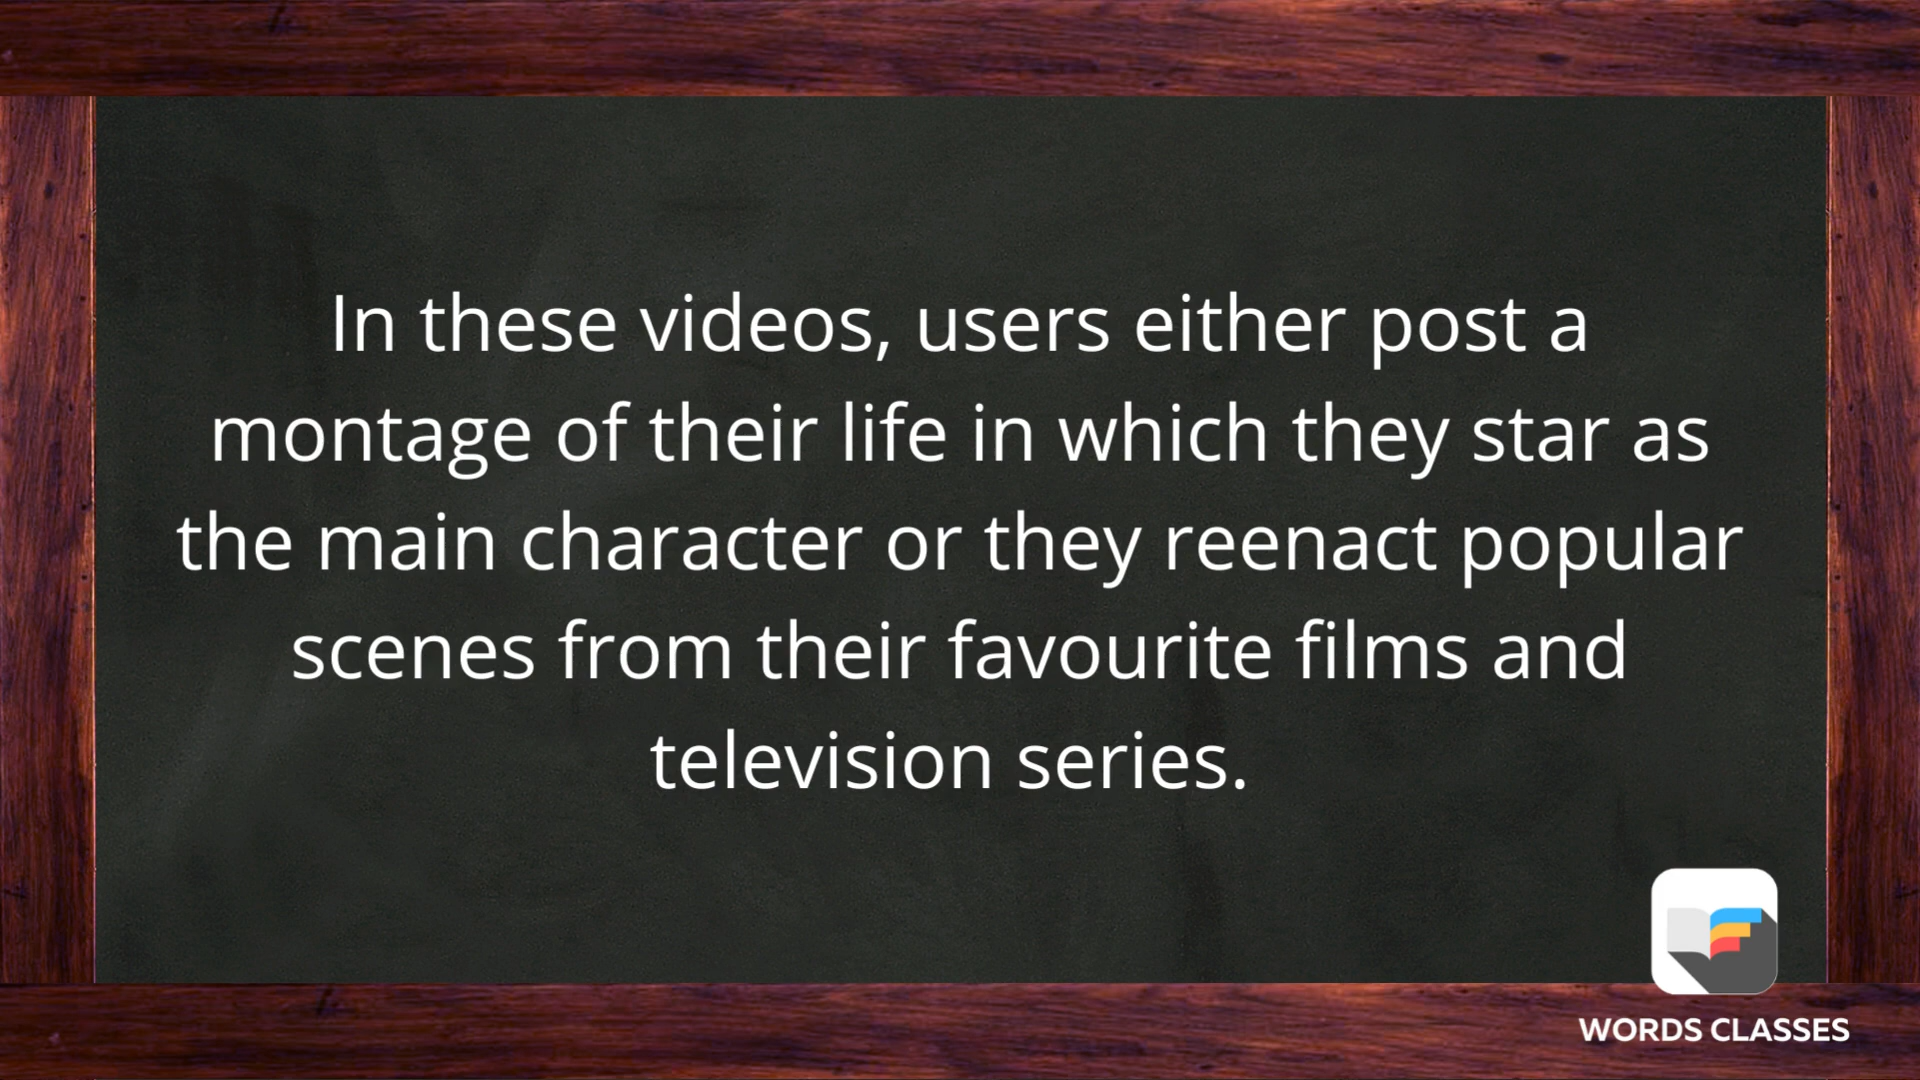 In these videos, users either post a
montage of their life in which they star as
the main character or they reenact popular
scenes from their favourite films and
television series.
WORDS CLASSES